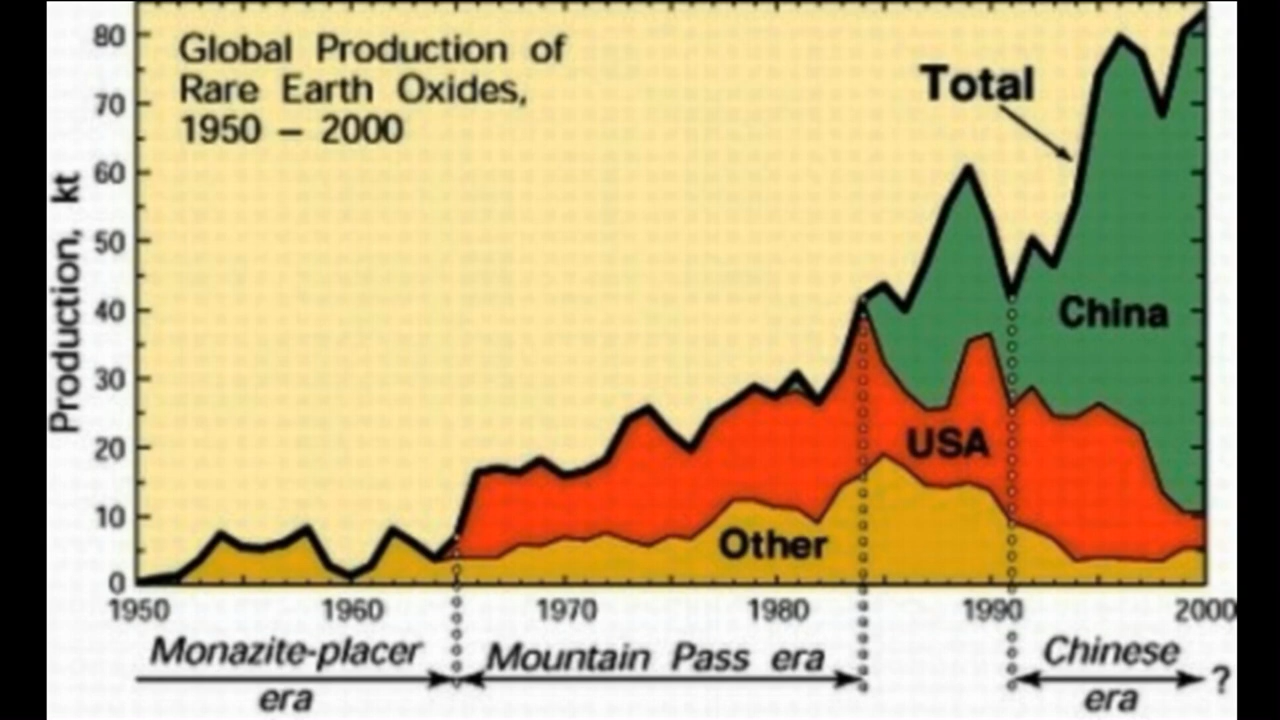 Global Production of
Rare Earth Oxides,
1950 – 2000
Production, kt
80
70
60
50
40
30
20
10
0
Total
China
USA
Other
1950 1960 1970 1980 1990 2000
Monazite-placer era
Mountain Pass era
Chinese era
?